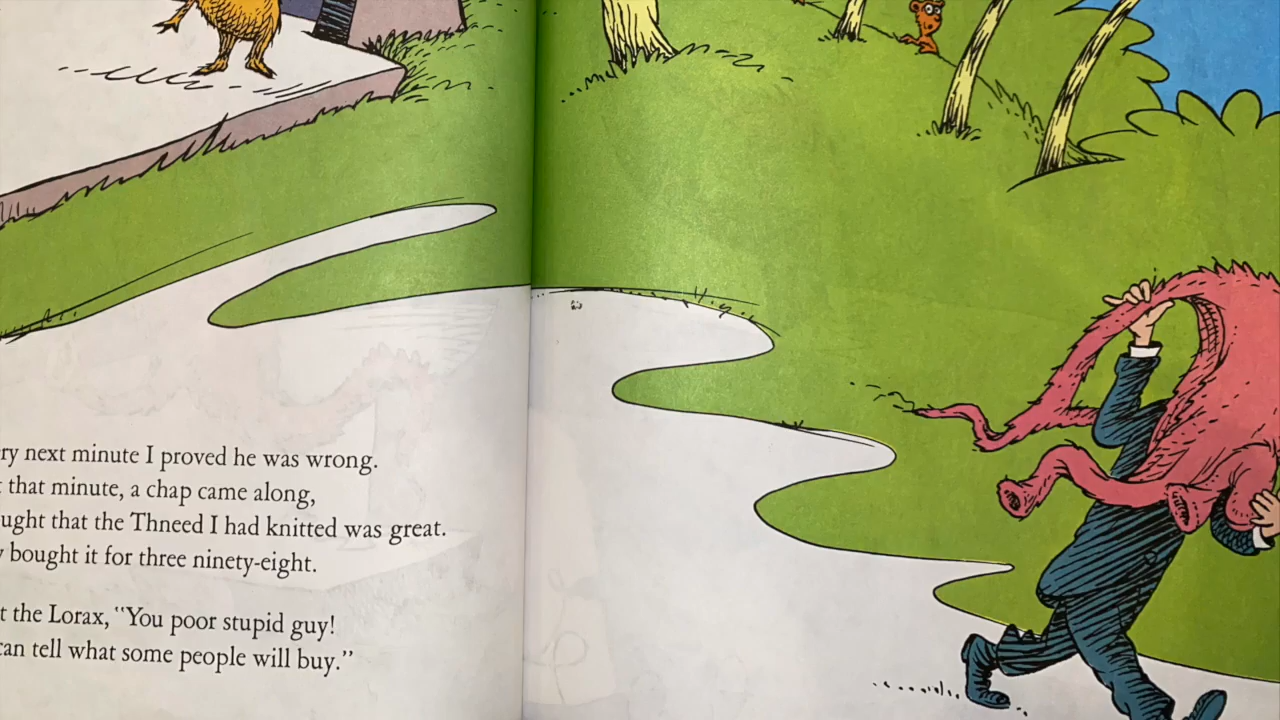 ry next minute I proved he was wrong.
that minute, a chap came along,
ught that the Thneed I had knitted was great.
bought it for three ninety-eight.
t the Lorax, "You poor stupid guy!
can tell what some people will buy."